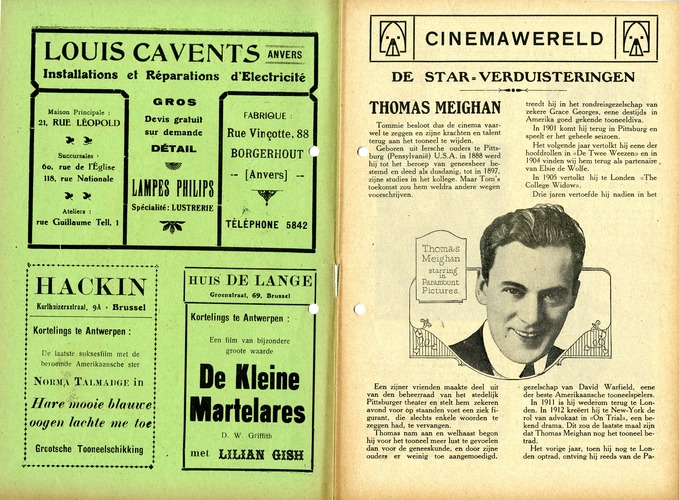 LOUIS CAVENTS ANVERS
Installations et Réparations d'Electricité
Maison Principale :
21, RUE LÉOPOLD
Succursales :
60. rue de l'Église
118, rue Nationale
Ateliers :
rue Guillaume Tell, 1
GROS
Devis gratuil
sur demande
DÉTAIL
LAMPES PHILIPS
Spécialité: LUSTRERIE
FABRIQUE :
Rue Vinçotte, 88
BORGERHOUT
-- [Anvers] --
TÉLÉPHONE 5842
HACKIN
Karthuizersstraal, 9A - Brussel
Kortelings te Antwerpen :
De laatste suksesfilm met de
beroemde Amerikaansche ster
NORMA TALMADGE in
Hare mooie blauwe
oogen lachte me toe
Grootsche Tooneelschikking
HUIS DE LANGE
Groenstraat, 69, Brussel
Kortelings te Antwerpen :
Een film van bijzondere
groote waarde
De Kleine
Martelares
D. W. Griffith
met LILIAN GISH
CINEMAWERELD
DE STAR=VERDUISTERINGEN
THOMAS MEIGHAN
Tommie besloot dus de cinema vaar-
wel te zeggen en zijne krachten en talent
terug aan het tooneel te wijden.
Geboren uit Iersche ouders te Pitts-
burg (Pensylvanië) U.S.A. in 1888 werd
hij tot het beroep van geneesheer be-
stemd en deed als dusdanig, tot in 1897,
zijne studies in het kollege. Maar Tom's
toekomst zou hem weldra andere wegen
voorschrijven.
treedt hij in het rondreisgezelschap van
zekere Grace Georges, eene destijds in
Amerika goed gekende tooneeldiva.
In 1901 komt hij terug in Pittsburg en
speelt er het geheele seizoen.
Het volgende jaar vertolkt hij eene der
hoofdrollen in «De Twee Weezen» en in
1904 vinden wij hem terug als partenaire
van Elsie de Wolfe.
In 1905 vertolkt hij te Londen «The
College Widow».
Drie jaren vertoefde hij nadien in het
Thomas
Meighan
starring
in
Paramount
Pictures.
Een zijner vrienden maakte deel uit
van den beheerraad van het stedelijk
Pittsburger theater en stelt hem zekeren
avond voor op staanden voet een ziek fi-
gurant, die slechts enkele woorden te
zeggen had, te vervangen.
Thomas nam aan en welhaast begon
hij voor het tooneel meer lust te gevoelen
dan voor de geneeskunde, en door zijne
ouders er weinig toe aangemoedigd,
gezelschap van David Warfield, eene
der beste Amerikaansche tooneelspelers.
In 1911 is hij wederom terug te Lon-
den. In 1912 kreëert hij te New-York de
rol van advokaat in «On Trial», een be-
kend drama. Dit zou de laatste maal zijn
dat Thomas Meighan nog het tooneel be-
trad.
Het vorige jaar, toen hij nog te Lon-
den optrad, ontving hij reeds van de Pa-